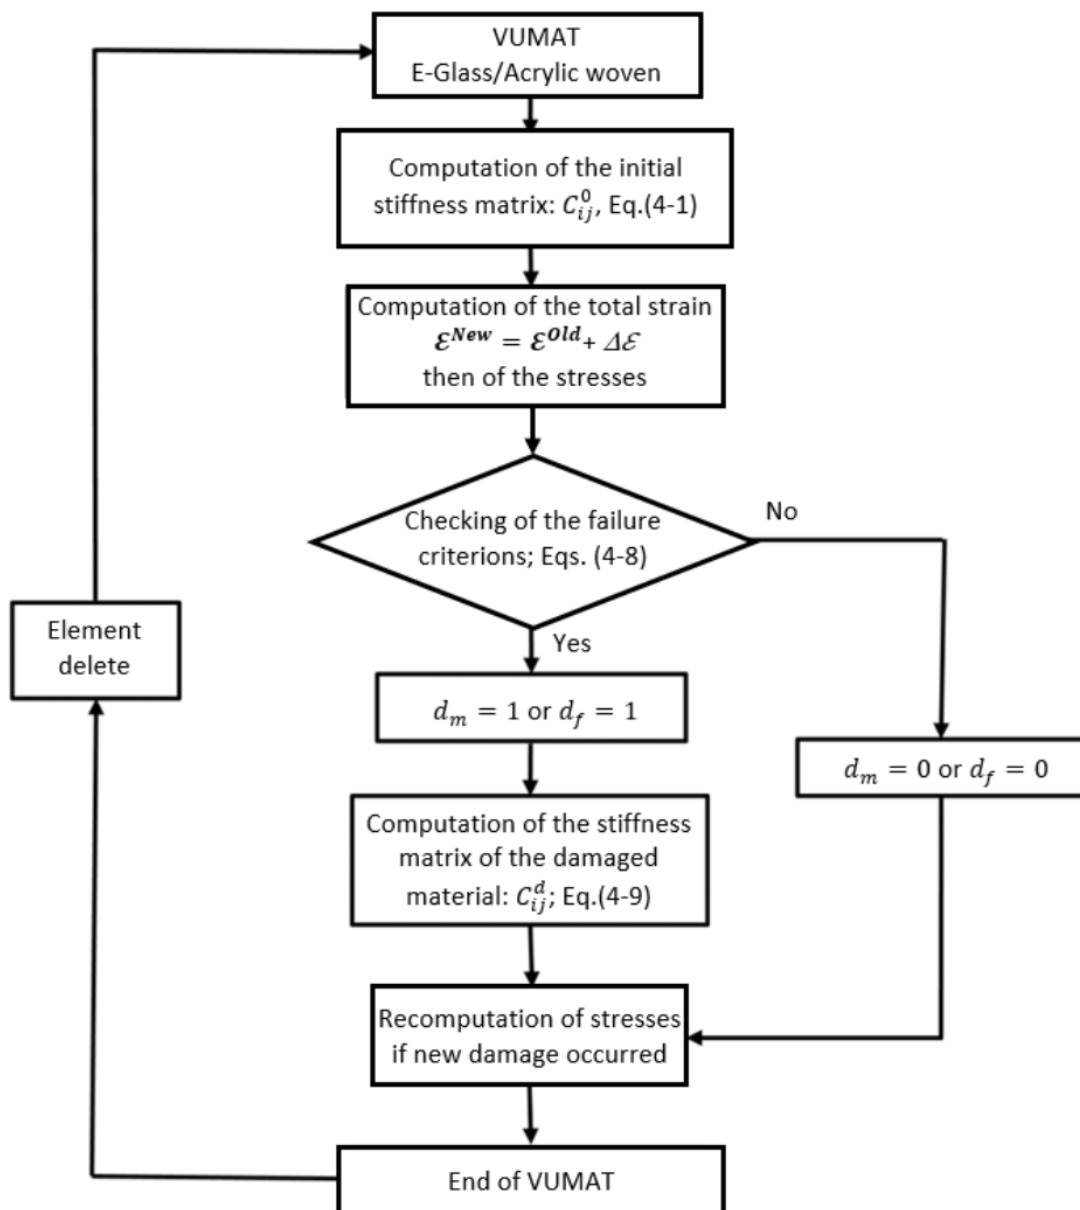 VUMAT
E-Glass/Acrylic woven
Computation of the initial
stiffness matrix: C⁰ᵢⱼ, Eq.(4-1)
Computation of the total strain
ℰᴺᵉʷ = ℰᴼˡᵈ+ Δℰ
then of the stresses
Checking of the failure
criterions; Eqs. (4-8)
No
Yes
Element
delete
dₘ = 1 or d_f = 1
dₘ = 0 or d_f = 0
Computation of the stiffness
matrix of the damaged
material: Cᵈᵢⱼ; Eq.(4-9)
Recomputation of stresses
if new damage occurred
End of VUMAT